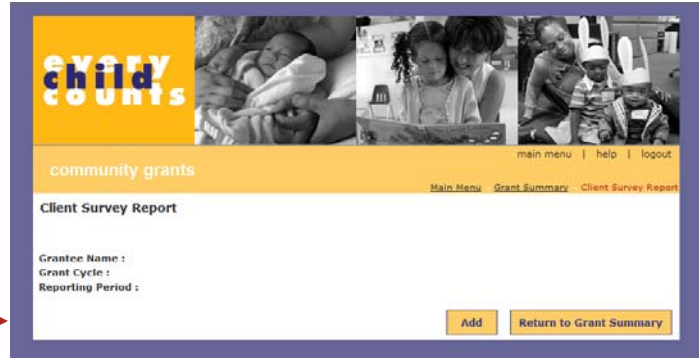 every
child
counts
main menu | help | logout
community grants
Main Menu Grant Summary Client Survey Report
Client Survey Report
Grantee Name :
Grant Cycle :
Reporting Period :
Add Return to Grant Summary